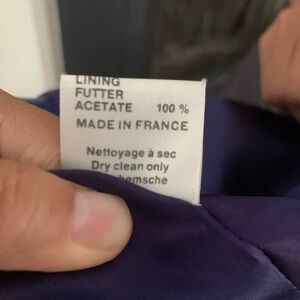 LINING
FUTTER
ACETATE 100 %
MADE IN FRANCE
Nettoyage à sec
Dry clean only